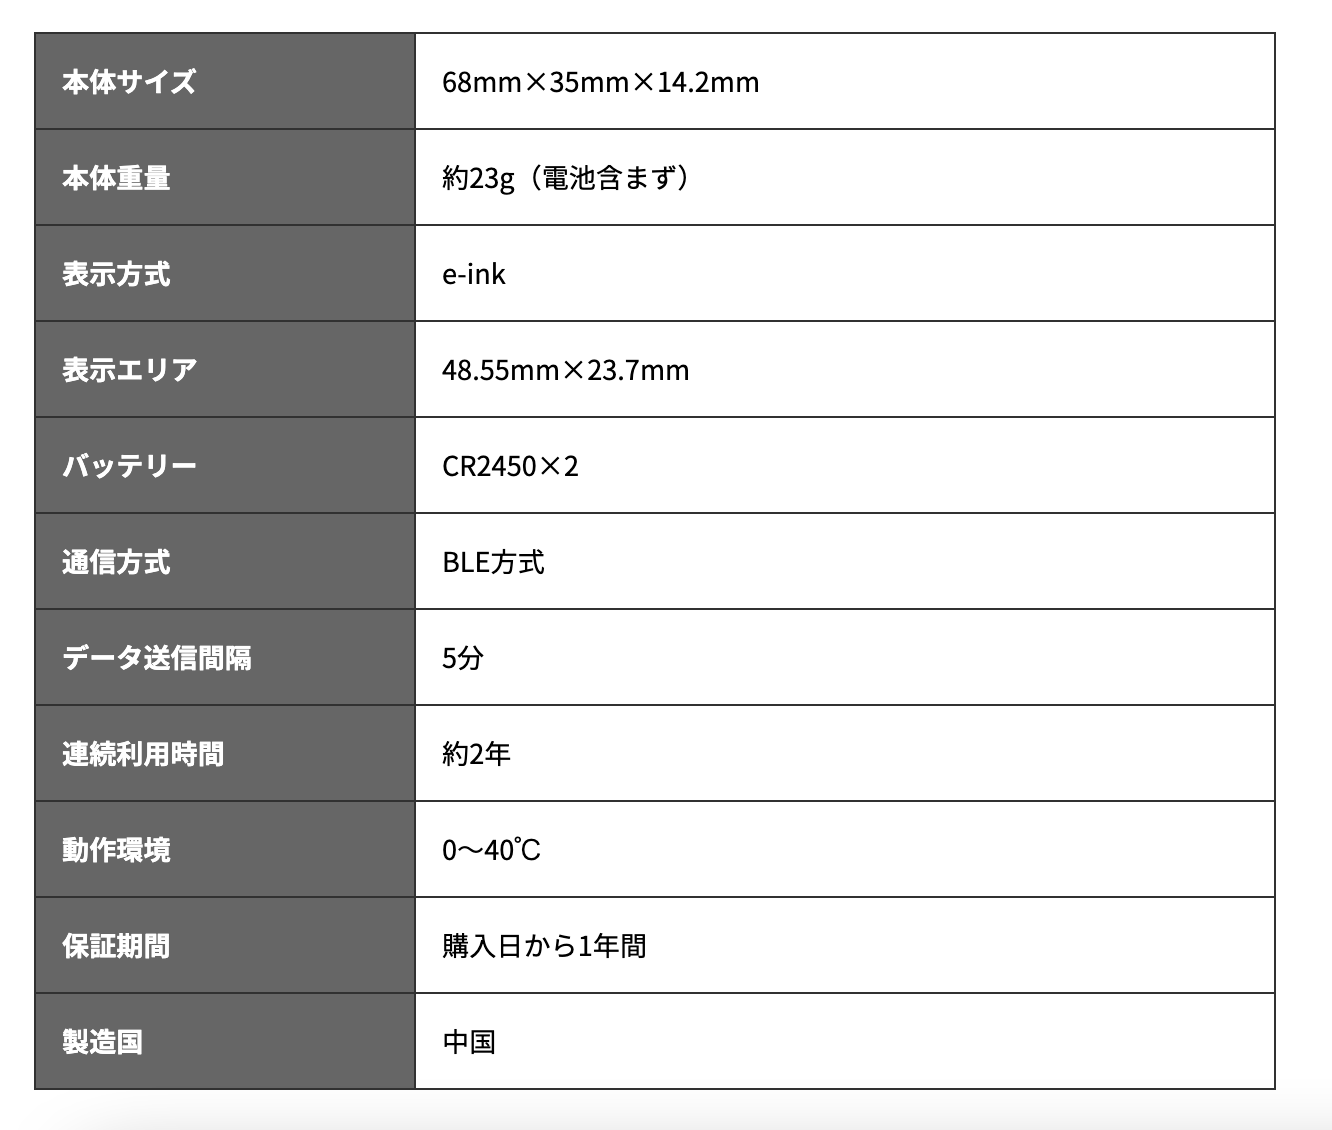 本体サイズ 68mm×35mm×14.2mm
本体重量 約23g（電池含まず）
表示方式 e-ink
表示エリア 48.55mm×23.7mm
バッテリー CR2450×2
通信方式 BLE方式
データ送信間隔 5分
連続利用時間 約2年
動作環境 0〜40℃
保証期間 購入日から1年間
製造国 中国